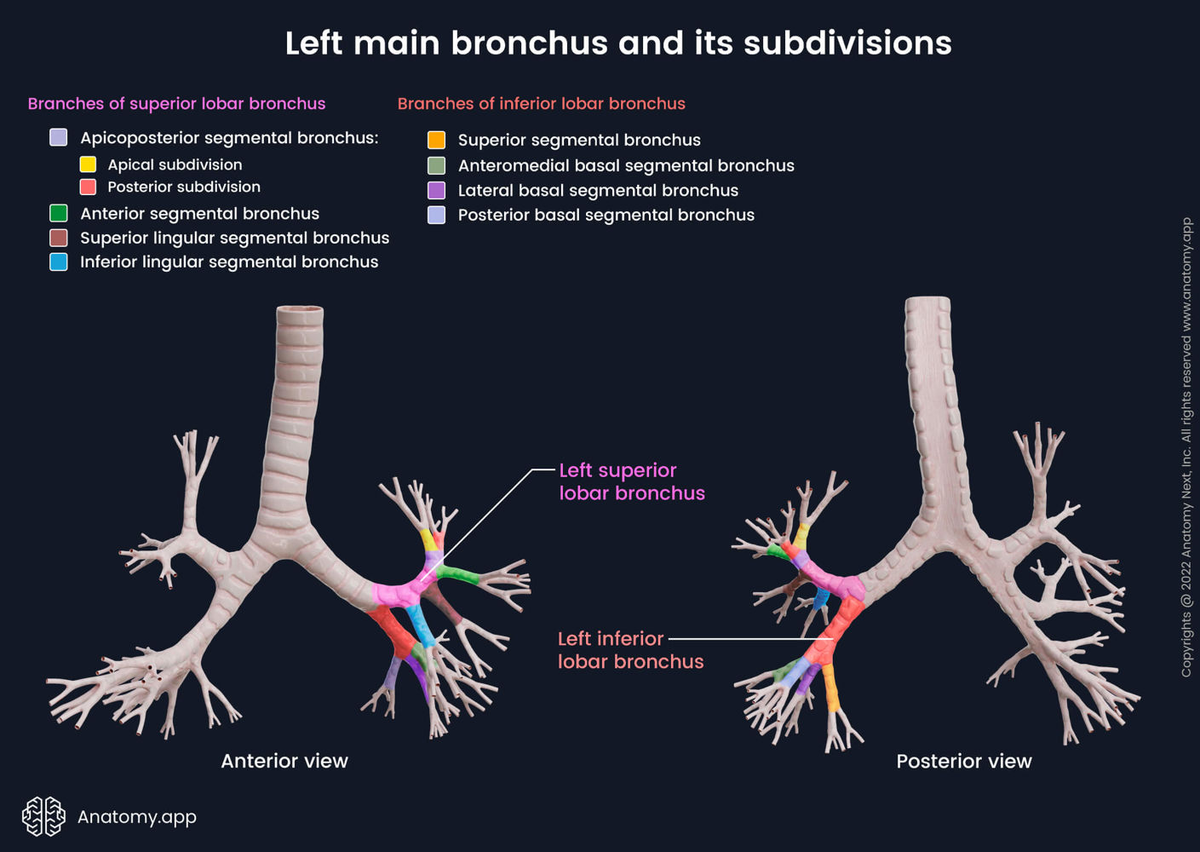 Left main bronchus and its subdivisions
Branches of superior lobar bronchus
Apicoposterior segmental bronchus:
Apical subdivision
Posterior subdivision
Anterior segmental bronchus
Superior lingular segmental bronchus
Inferior lingular segmental bronchus
Branches of inferior lobar bronchus
Superior segmental bronchus
Anteromedial basal segmental bronchus
Lateral basal segmental bronchus
Posterior basal segmental bronchus
Left superior
lobar bronchus
Left inferior
lobar bronchus
Anterior view
Posterior view
Anatomy.app
Copyrights @ 2022 Anatomy Next, Inc. All rights reserved www.anatomy.app